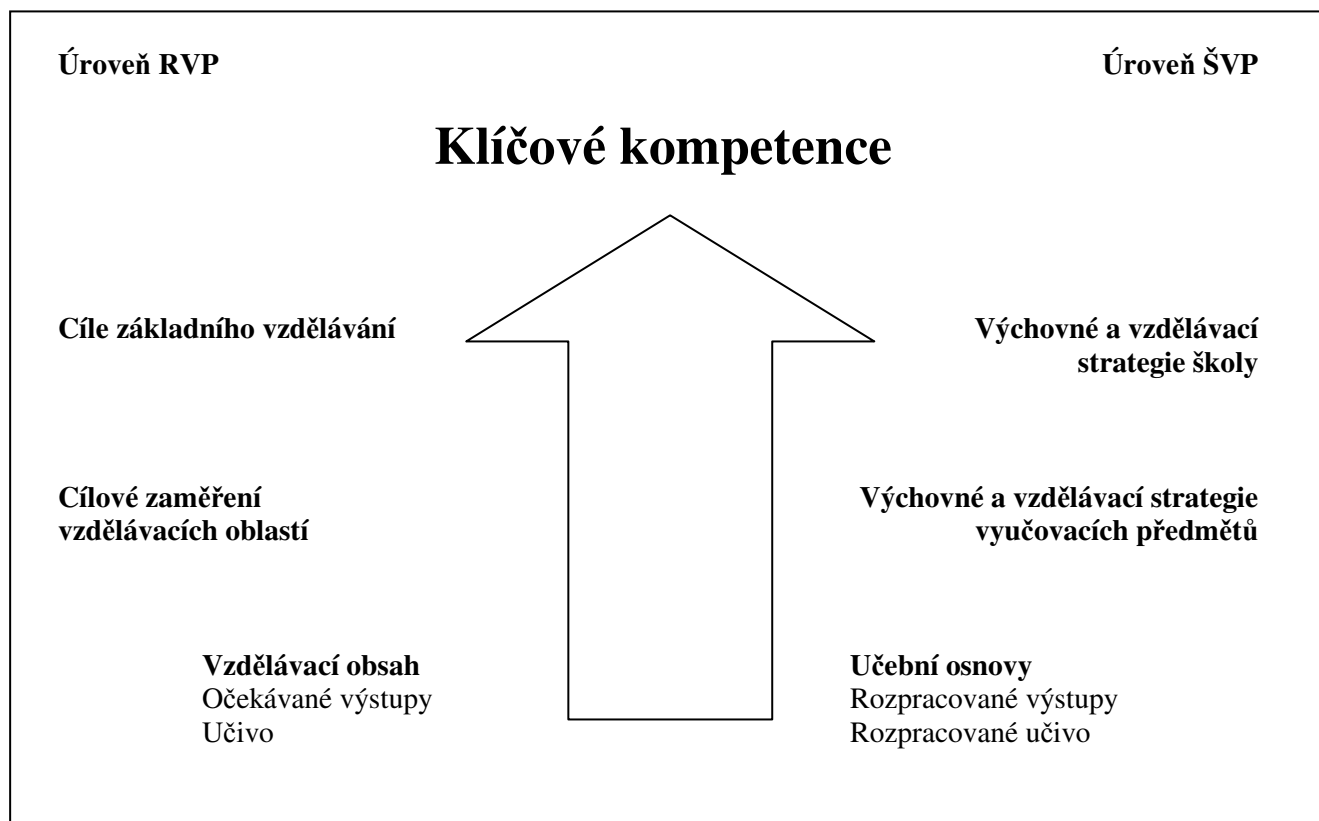 Úroveň RVP
Úroveň ŠVP
Klíčové kompetence
Cíle základního vzdělávání
Výchovné a vzdělávací
strategie školy
Cílové zaměření
vzdělávacích oblastí
Výchovné a vzdělávací strategie
vyučovacích předmětů
Vzdělávací obsah
Očekávané výstupy
Učivo
Učební osnovy
Rozpracované výstupy
Rozpracované učivo